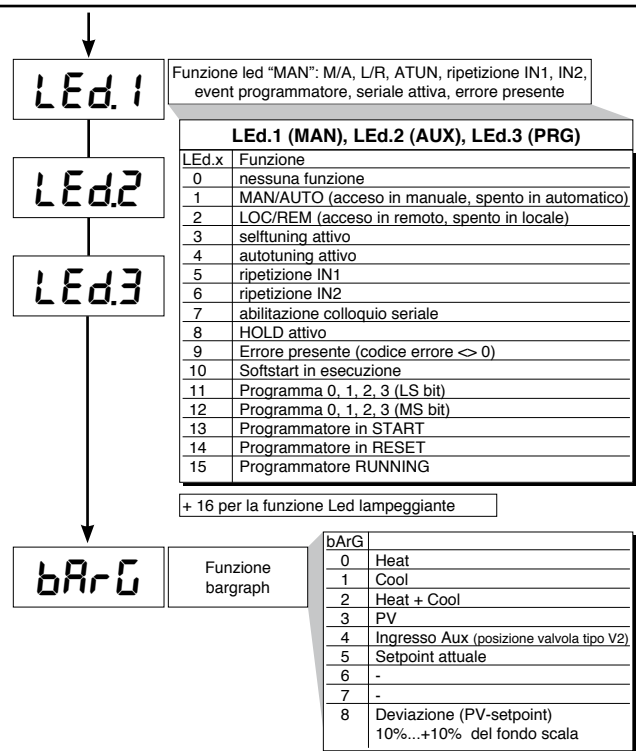 LEd.1
Funzione led “MAN”: M/A, L/R, ATUN, ripetizione IN1, IN2,
event programmatore, seriale attiva, errore presente
LEd.1 (MAN), LEd.2 (AUX), LEd.3 (PRG)
LEd.x Funzione
0 nessuna funzione
1 MAN/AUTO (acceso in manuale, spento in automatico)
2 LOC/REM (acceso in remoto, spento in locale)
3 selftuning attivo
4 autotuning attivo
5 ripetizione IN1
6 ripetizione IN2
7 abilitazione colloquio seriale
8 HOLD attivo
9 Errore presente (codice errore <> 0)
10 Softstart in esecuzione
11 Programma 0, 1, 2, 3 (LS bit)
12 Programma 0, 1, 2, 3 (MS bit)
13 Programmatore in START
14 Programmatore in RESET
15 Programmatore RUNNING
+ 16 per la funzione Led lampeggiante
LEd.2
LEd.3
bArG
Funzione
bargraph
bArG
0 Heat
1 Cool
2 Heat + Cool
3 PV
4 Ingresso Aux (posizione valvola tipo V2)
5 Setpoint attuale
6 -
7 -
8 Deviazione (PV-setpoint)
10%...+10% del fondo scala